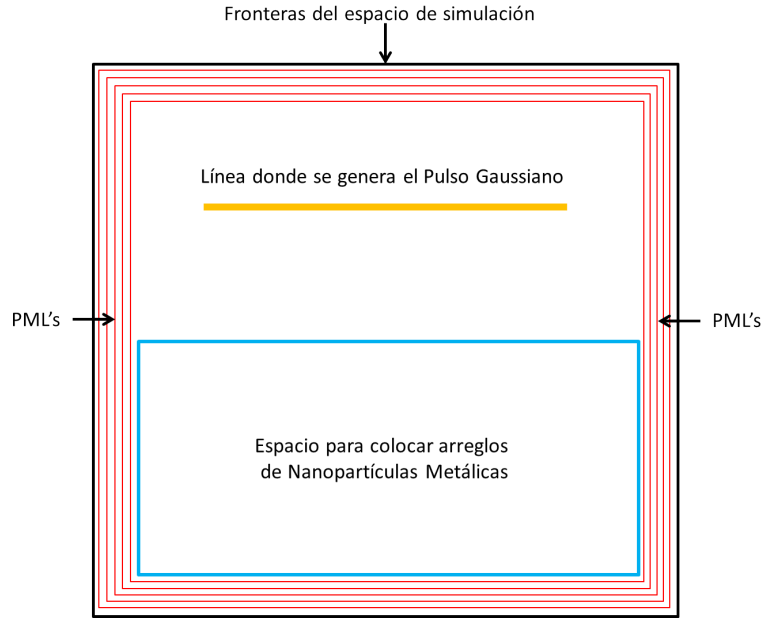 Fronteras del espacio de simulación
Línea donde se genera el Pulso Gaussiano
PML's
PML's
Espacio para colocar arreglos
de Nanopartículas Metálicas